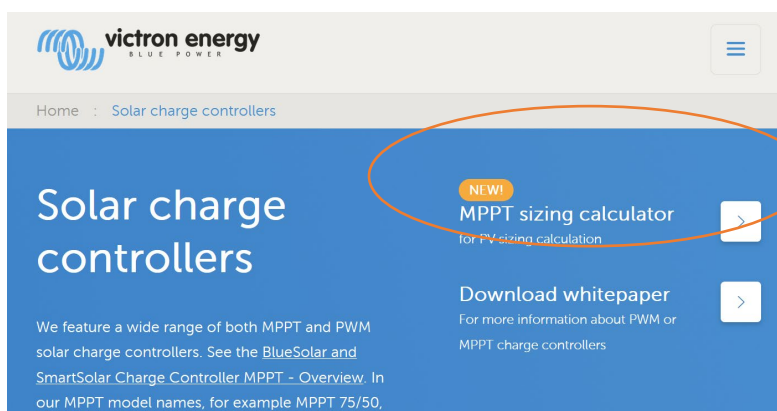 victron energy
BLUE POWER
Home : Solar charge controllers
Solar charge
controllers
We feature a wide range of both MPPT and PWM
solar charge controllers. See the BlueSolar and
SmartSolar Charge Controller MPPT - Overview. In
our MPPT model names, for example MPPT 75/50,
NEW!
MPPT sizing calculator
for PV sizing calculation
Download whitepaper
For more information about PWM or
MPPT charge controllers